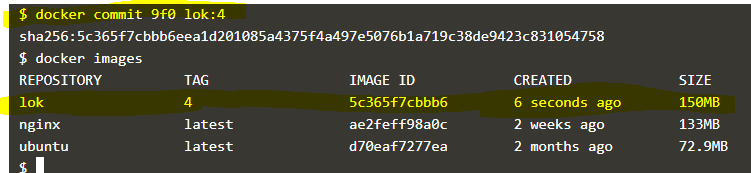 $ docker commit 9f0 lok:4
sha256:5c365f7cbbb6eea1d201085a4375f4a497e5076b1a719c38de9423c831054758
$ docker images
REPOSITORY TAG IMAGE ID CREATED SIZE
lok 4 5c365f7cbbb6 6 seconds ago 150MB
nginx latest ae2feff98a0c 2 weeks ago 133MB
ubuntu latest d70eaf7277ea 2 months ago 72.9MB
$